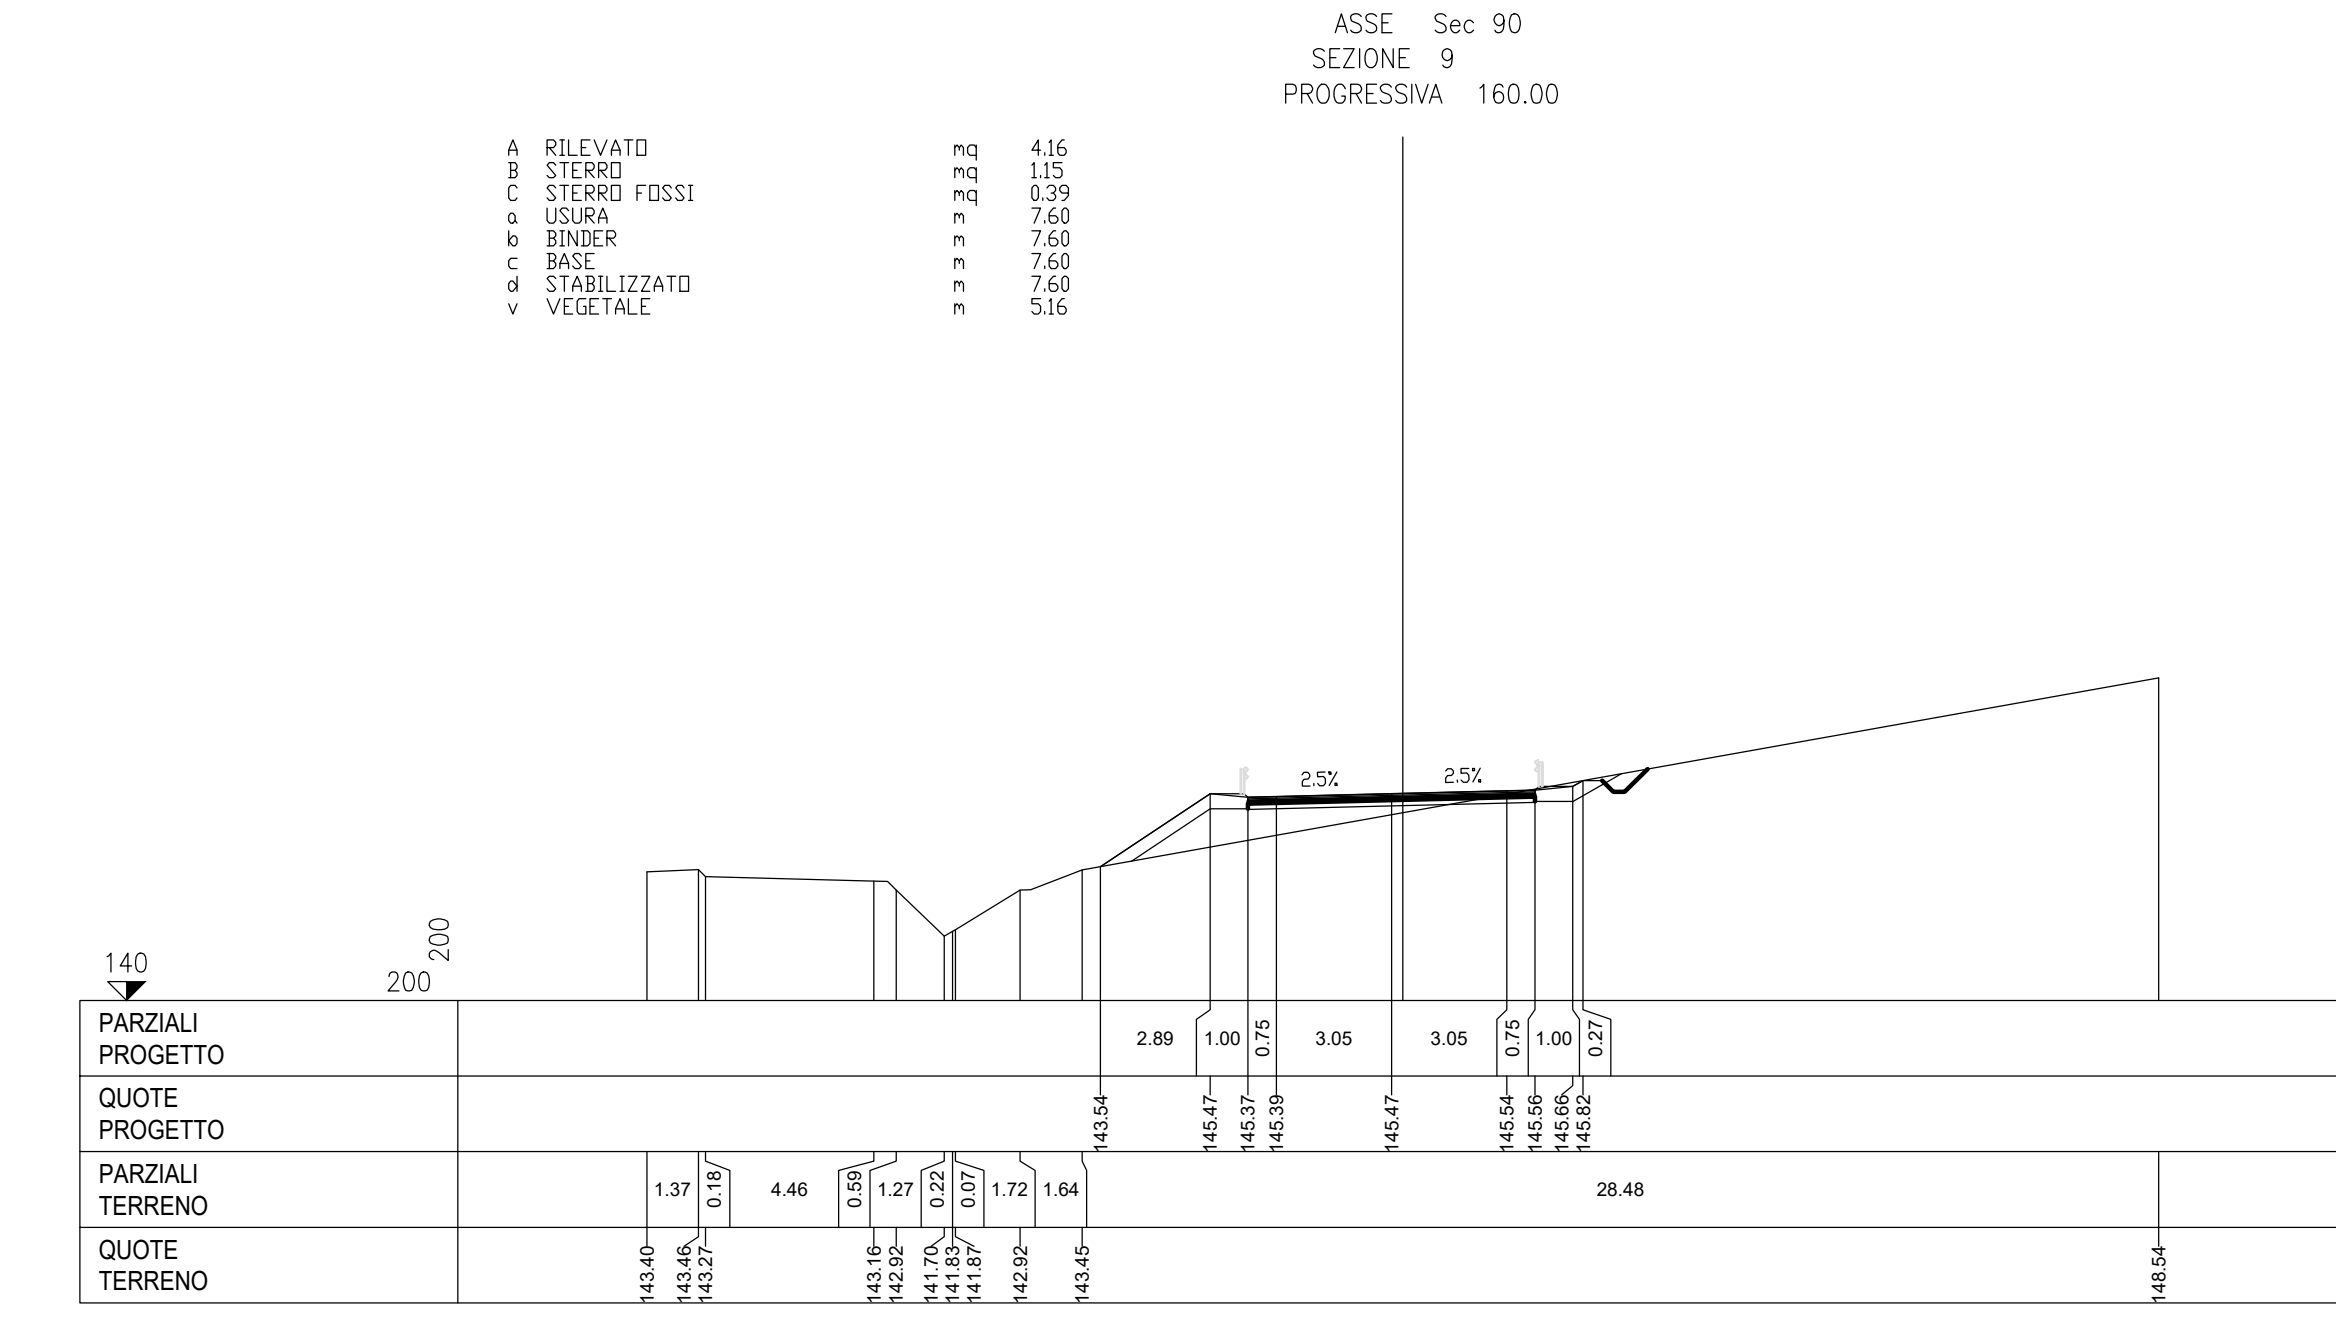 ASSE Sec 90
SEZIONE 9
PROGRESSIVA 160.00
A RILEVATO mq 4.16
B STERRO mq 1.15
C STERRO FOSSI mq 0.39
a USURA m 7.60
b BINDER m 7.60
c BASE m 7.60
d STABILIZZATO m 7.60
v VEGETALE m 5.16
2.5% 2.5%
140
200
200
PARZIALI
PROGETTO
2.89 1.00 0.75 3.05 3.05 0.75 1.00 0.27
QUOTE
PROGETTO
143.54 145.47 145.37 145.39 145.47 145.54 145.56 145.66 145.82
PARZIALI
TERRENO
1.37 0.18 4.46 0.59 1.27 0.22 0.07 1.72 1.64 28.48
QUOTE
TERRENO
143.40 143.46 143.27 143.16 142.92 141.70 141.83 141.87 142.92 143.45 148.54